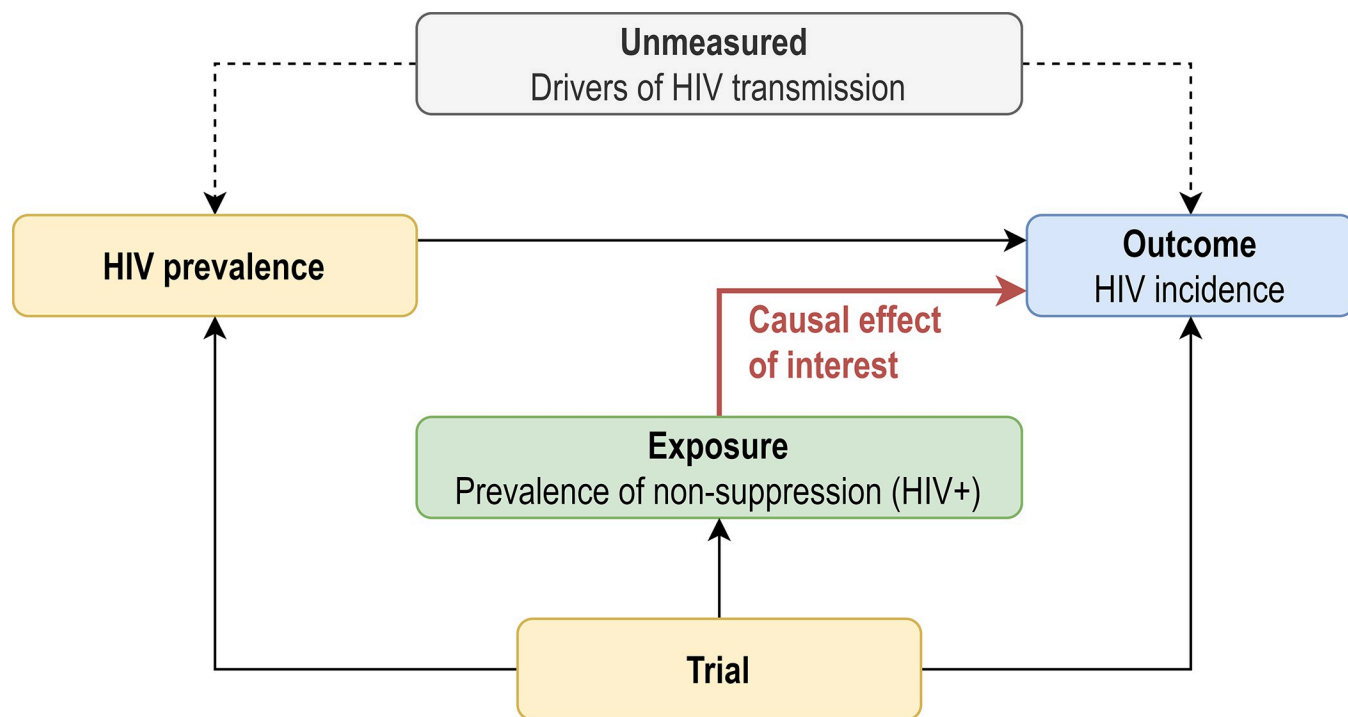 Unmeasured
Drivers of HIV transmission
HIV prevalence
Outcome
HIV incidence
Causal effect
of interest
Exposure
Prevalence of non-suppression (HIV+)
Trial